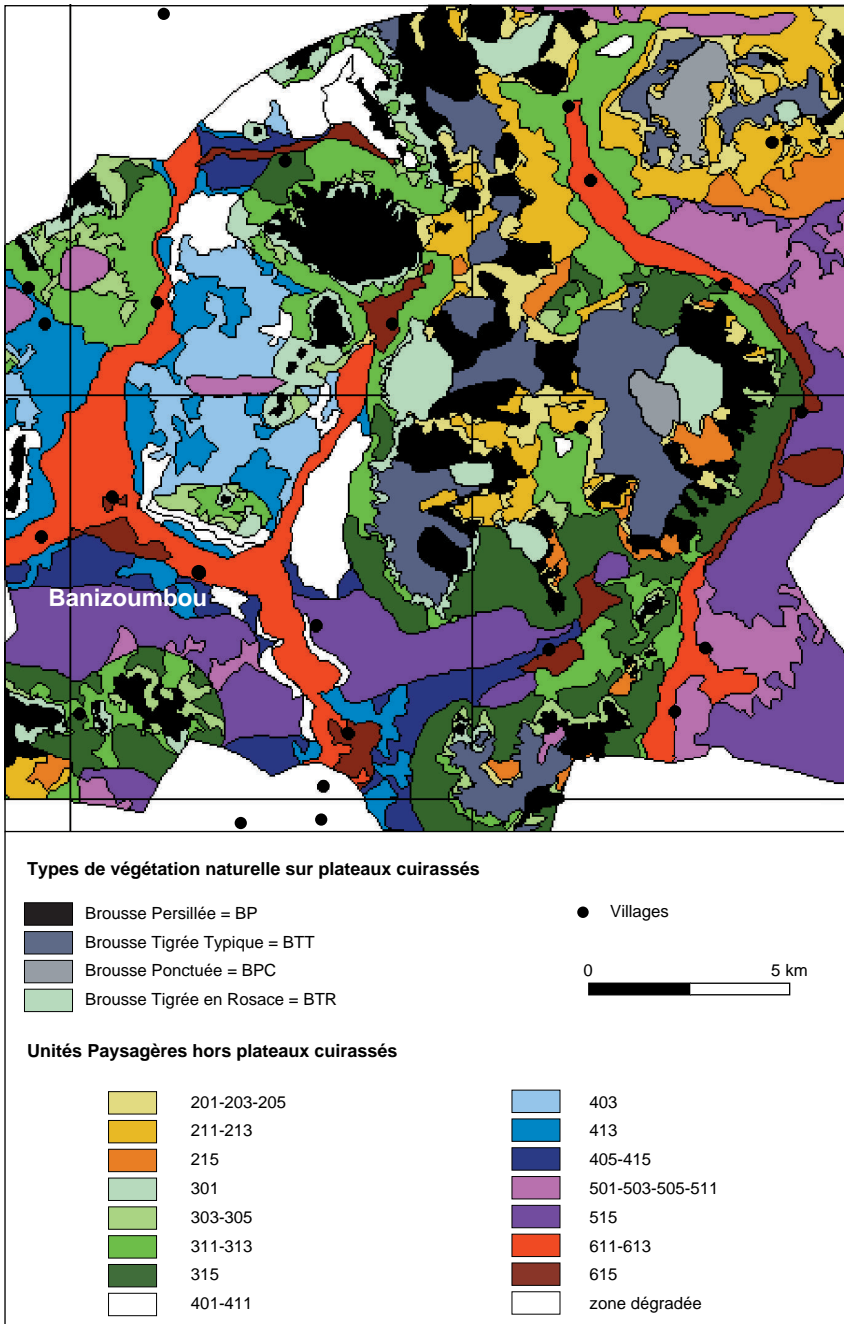 Banizoumbou
Types de végétation naturelle sur plateaux cuirassés
Brousse Persillée = BP
Villages
Brousse Tigrée Typique = BTT
Brousse Ponctuée = BPC
0 5 km
Brousse Tigrée en Rosace = BTR
Unités Paysagères hors plateaux cuirassés
201-203-205 403
211-213 413
215 405-415
301 501-503-505-511
303-305 515
311-313 611-613
315 615
401-411 zone dégradée